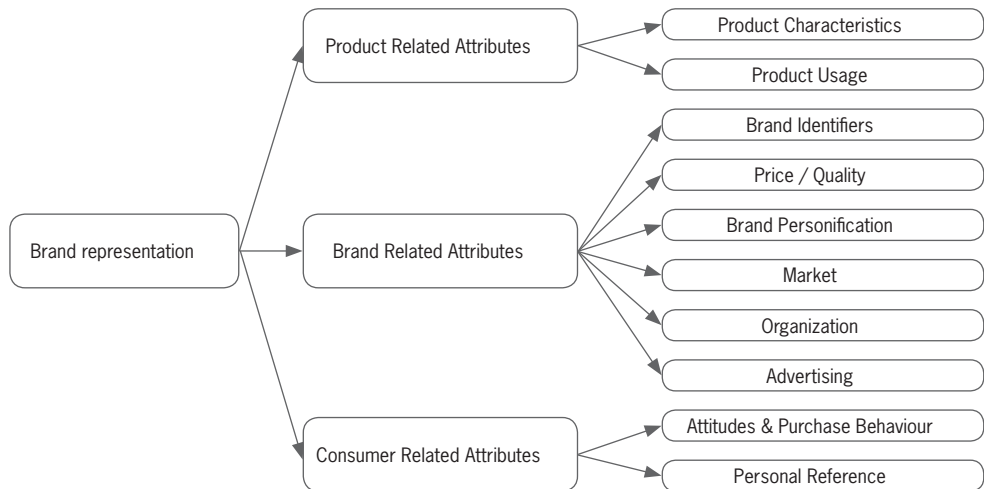 Product Characteristics
Product Related Attributes
Product Usage
Brand Identifiers
Price / Quality
Brand Personification
Brand representation
Brand Related Attributes
Market
Organization
Advertising
Attitudes & Purchase Behaviour
Consumer Related Attributes
Personal Reference